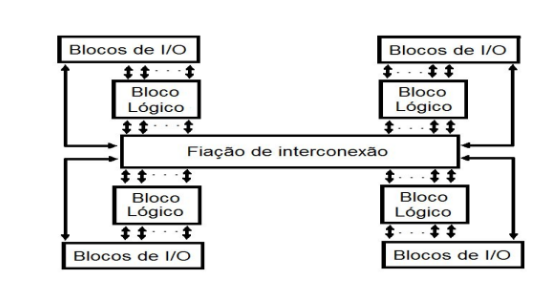 Blocos de I/O
Blocos de I/O
Bloco
Lógico
Bloco
Lógico
Fiação de interconexão
Bloco
Lógico
Bloco
Lógico
Blocos de I/O
Blocos de I/O